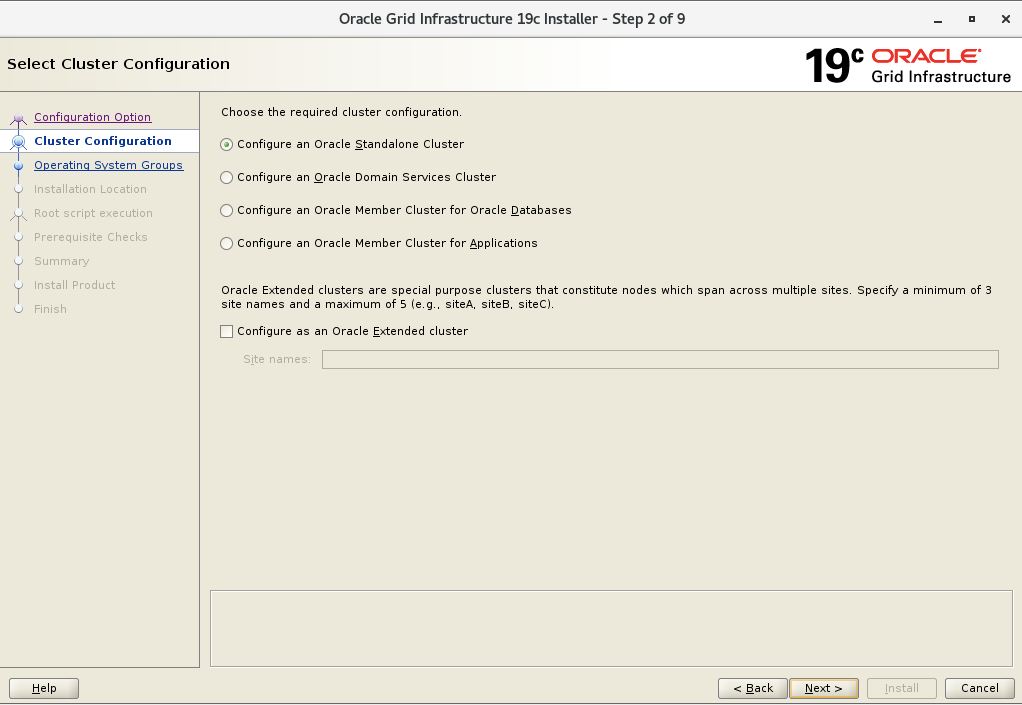 Oracle Grid Infrastructure 19c Installer - Step 2 of 9
Select Cluster Configuration
19c ORACLE
Grid Infrastructure
Configuration Option
Cluster Configuration
Operating System Groups
Installation Location
Root script execution
Prerequisite Checks
Summary
Install Product
Finish
Choose the required cluster configuration.
Configure an Oracle Standalone Cluster
Configure an Oracle Domain Services Cluster
Configure an Oracle Member Cluster for Oracle Databases
Configure an Oracle Member Cluster for Applications
Oracle Extended clusters are special purpose clusters that constitute nodes which span across multiple sites. Specify a minimum of 3
site names and a maximum of 5 (e.g., siteA, siteB, siteC).
Configure as an Oracle Extended cluster
Site names:
Help
< Back
Next >
Install
Cancel